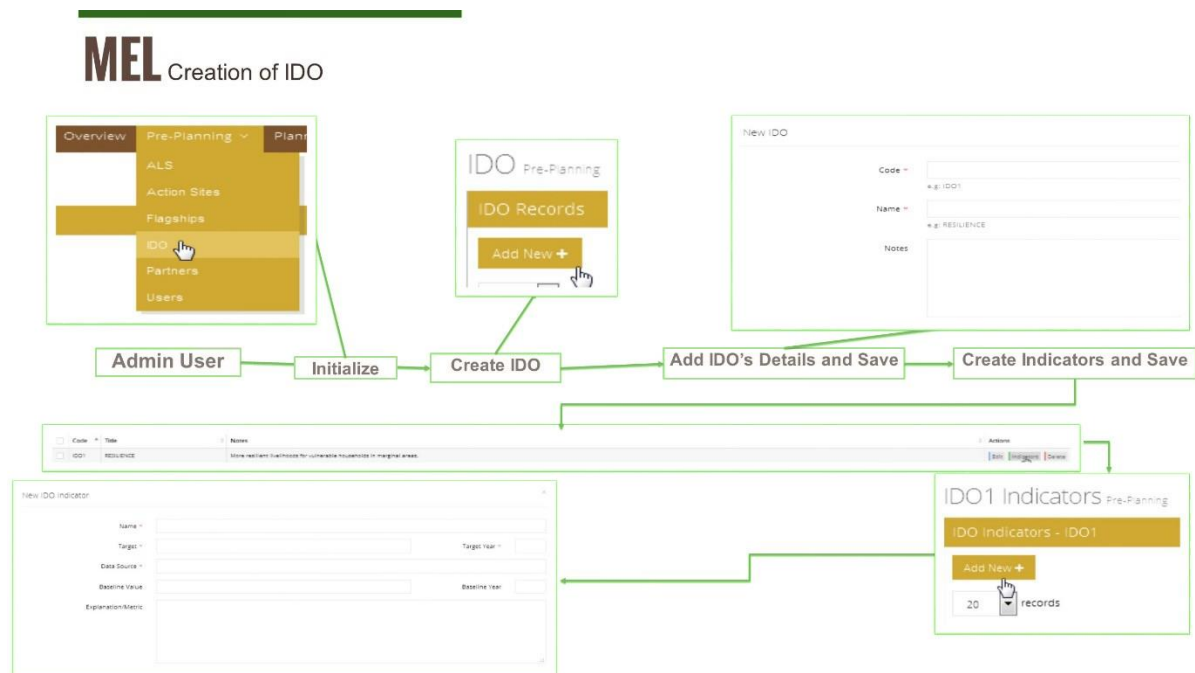 MEL Creation of IDO
Overview Pre-Planning Plann
ALS
Action Sites
Flagships
IDO
Partners
Users
IDO Pre-Planning
IDO Records
Add New +
New IDO
Code *
e.g: IDO1
Name *
e.g: RESILIENCE
Notes
Admin User
Initialize
Create IDO
Add IDO's Details and Save
Create Indicators and Save
Code Title Notes Actions
IDO1 RESILIENCE More resilient livelihoods for vulnerable households in marginal areas. Edit Indicators Delete
New IDO Indicator
Name *
Target * Target Year *
Data Source *
Baseline Value Baseline Year
Explanation/Metric
IDO1 Indicators Pre-Planning
IDO Indicators - IDO1
Add New +
20 records